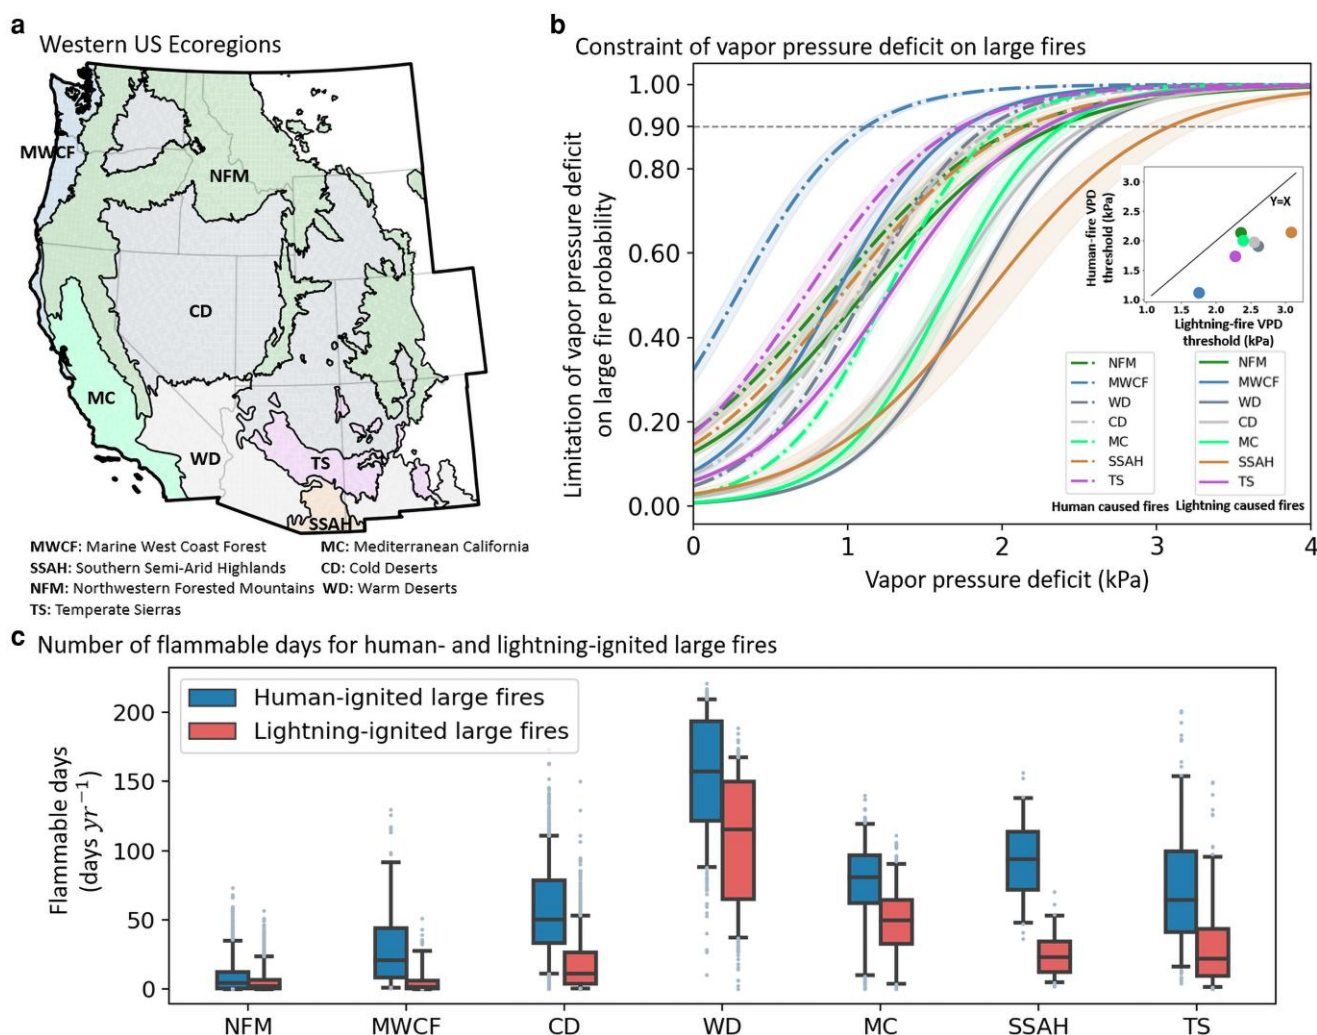 a
Western US Ecoregions
MWCF
NFM
CD
MC
WD
TS
SSAH
MWCF: Marine West Coast Forest MC: Mediterranean California
SSAH: Southern Semi-Arid Highlands CD: Cold Deserts
NFM: Northwestern Forested Mountains WD: Warm Deserts
TS: Temperate Sierras
b
Constraint of vapor pressure deficit on large fires
Limitation of vapor pressure deficit
on large fire probability
1.00
0.90
0.80
0.60
0.40
0.20
0.00
0 1 2 3 4
Vapor pressure deficit (kPa)
Human-fire VPD
threshold (kPa)
3.0
2.5
2.0
1.5
1.0
Y=X
1.0 1.5 2.0 2.5 3.0
Lightning-fire VPD
threshold (kPa)
NFM NFM
MWCF MWCF
WD WD
CD CD
MC MC
SSAH SSAH
TS TS
Human caused fires Lightning caused fires
c
Number of flammable days for human- and lightning-ignited large fires
Flammable days
(days yr⁻¹)
200
150
100
50
0
Human-ignited large fires
Lightning-ignited large fires
NFM MWCF CD WD MC SSAH TS